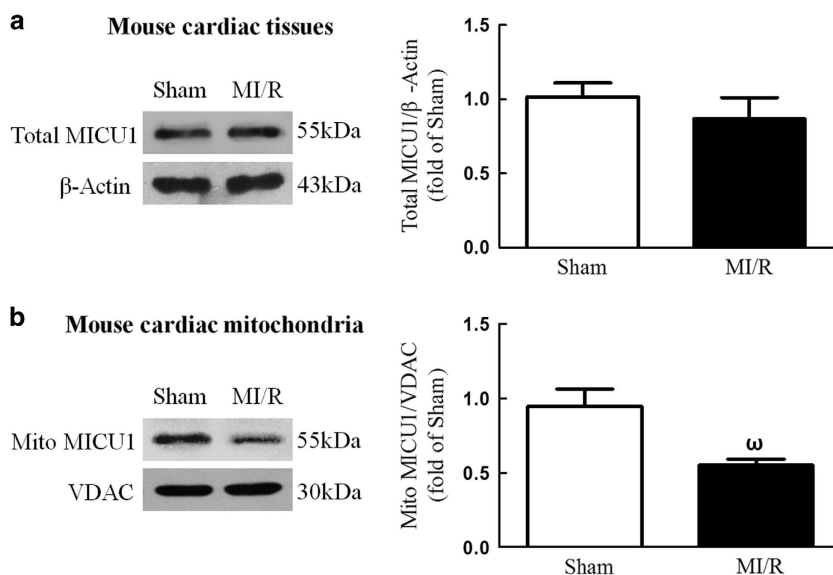 a
Mouse cardiac tissues
Sham MI/R
Total MICU1 55kDa
β-Actin 43kDa
Total MICU1/β -Actin
(fold of Sham)
1.5
1.0
0.5
0.0
Sham MI/R
b
Mouse cardiac mitochondria
Sham MI/R
Mito MICU1 55kDa
VDAC 30kDa
Mito MICU1/VDAC
(fold of Sham)
1.5
1.0
0.5
0.0
ω
Sham MI/R